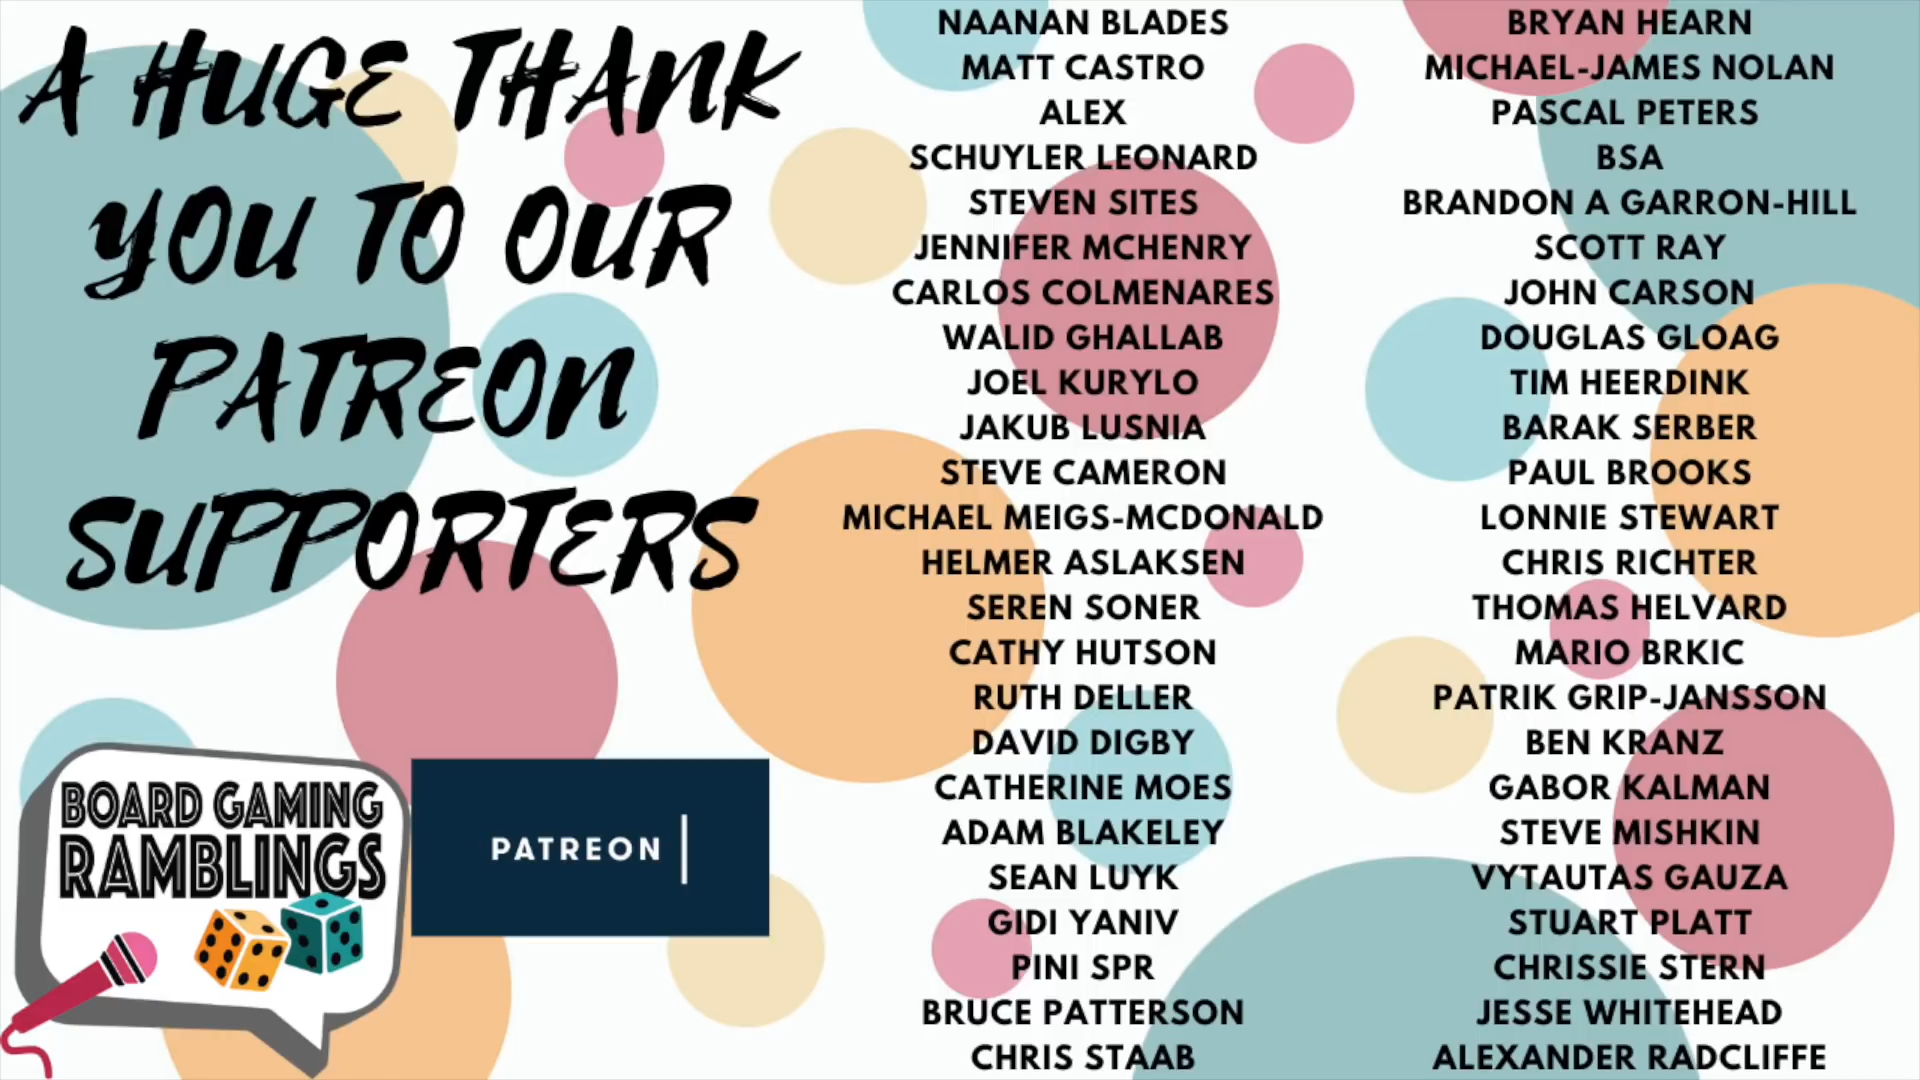 A HUGE THANK
YOU TO OUR
PATREON
SUPPORTERS
BOARD GAMING
RAMBLINGS
PATREON
NAANAN BLADES
MATT CASTRO
ALEX
SCHUYLER LEONARD
STEVEN SITES
JENNIFER MCHENRY
CARLOS COLMENARES
WALID GHALLAB
JOEL KURYLO
JAKUB LUSNIA
STEVE CAMERON
MICHAEL MEIGS-MCDONALD
HELMER ASLAKSEN
SEREN SONER
CATHY HUTSON
RUTH DELLER
DAVID DIGBY
CATHERINE MOES
ADAM BLAKELEY
SEAN LUYK
GIDI YANIV
PINI SPR
BRUCE PATTERSON
CHRIS STAAB
BRYAN HEARN
MICHAEL-JAMES NOLAN
PASCAL PETERS
BSA
BRANDON A GARRON-HILL
SCOTT RAY
JOHN CARSON
DOUGLAS GLOAG
TIM HEERDINK
BARAK SERBER
PAUL BROOKS
LONNIE STEWART
CHRIS RICHTER
THOMAS HELVARD
MARIO BRKIC
PATRIK GRIP-JANSSON
BEN KRANZ
GABOR KALMAN
STEVE MISHKIN
VYTAUTAS GAUZA
STUART PLATT
CHRISSIE STERN
JESSE WHITEHEAD
ALEXANDER RADCLIFFE